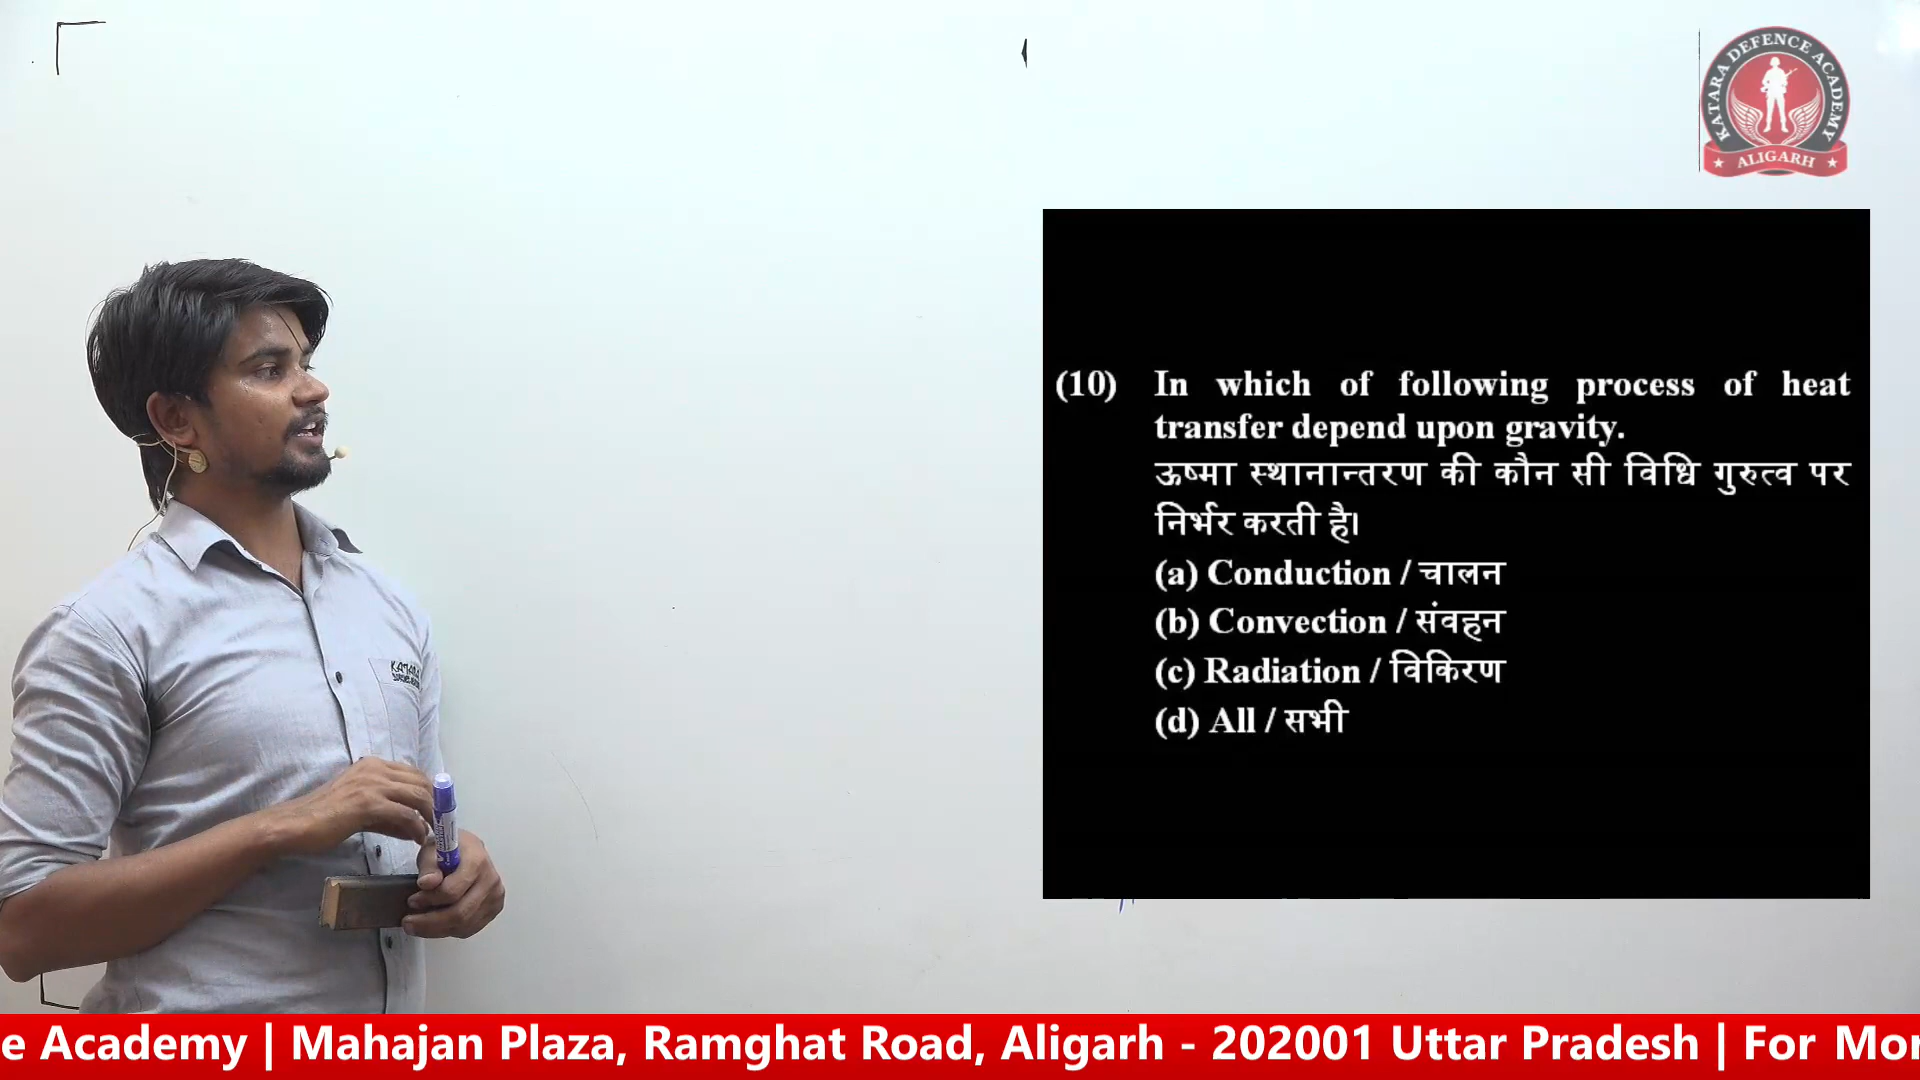 KATARA DEFENCE ACADEMY
ALIGARH
(10) In which of following process of heat
transfer depend upon gravity.
ऊष्मा स्थानान्तरण की कौन सी विधि गुरुत्व पर
निर्भर करती है।
(a) Conduction / चालन
(b) Convection / संवहन
(c) Radiation / विकिरण
(d) All / सभी
KATARA
e Academy | Mahajan Plaza, Ramghat Road, Aligarh - 202001 Uttar Pradesh | For Mor